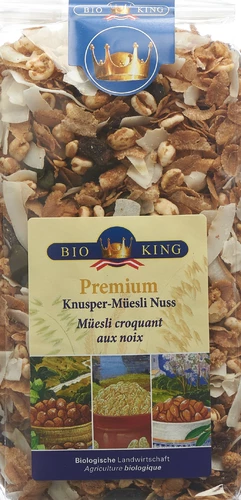 BIO KING
BIO KING
Premium
Knusper-Müesli Nuss
Müesli croquant
aux noix
Biologische Landwirtschaft
Agriculture biologique